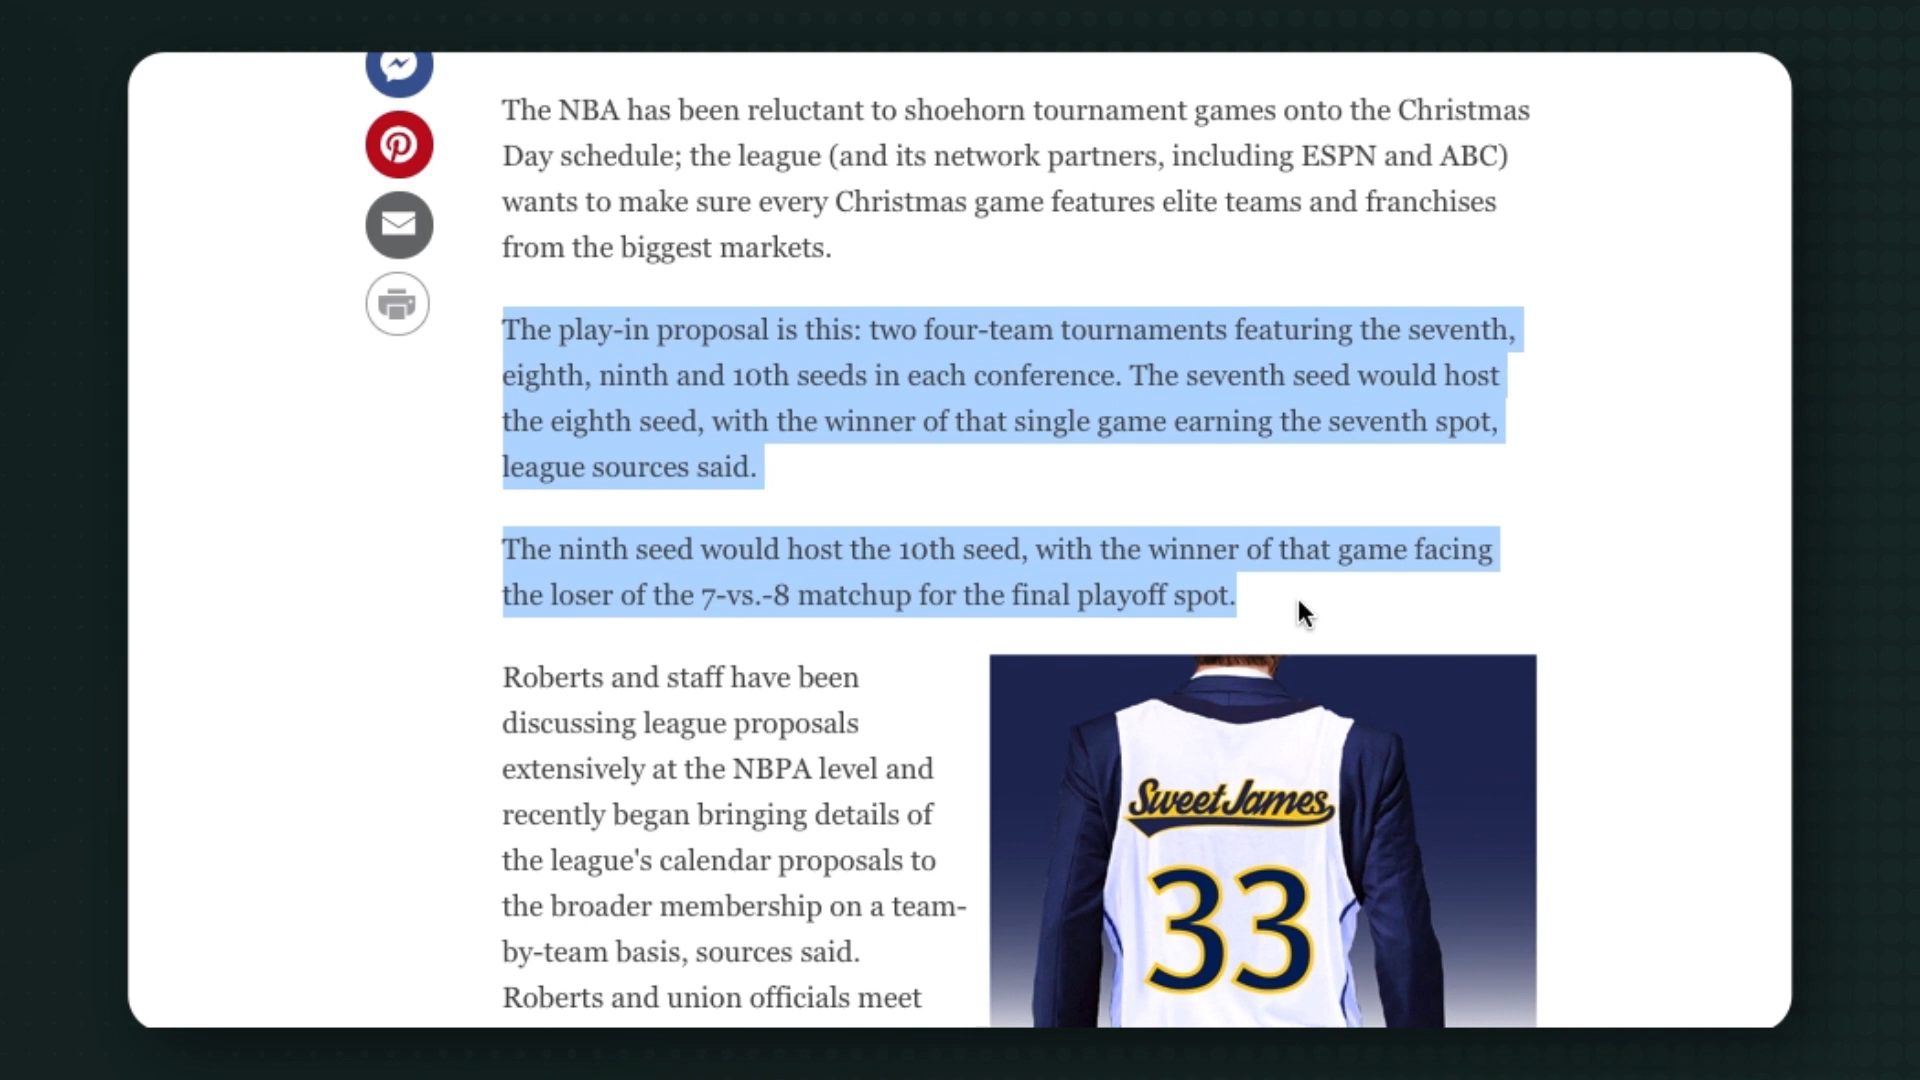 The NBA has been reluctant to shoehorn tournament games onto the Christmas
Day schedule; the league (and its network partners, including ESPN and ABC)
wants to make sure every Christmas game features elite teams and franchises
from the biggest markets.
The play-in proposal is this: two four-team tournaments featuring the seventh,
eighth, ninth and 10th seeds in each conference. The seventh seed would host
the eighth seed, with the winner of that single game earning the seventh spot,
league sources said.
The ninth seed would host the 10th seed, with the winner of that game facing
the loser of the 7-vs.-8 matchup for the final playoff spot.
Roberts and staff have been
discussing league proposals
extensively at the NBPA level and
recently began bringing details of
the league's calendar proposals to
the broader membership on a team-
by-team basis, sources said.
Roberts and union officials meet
Sweet James
33